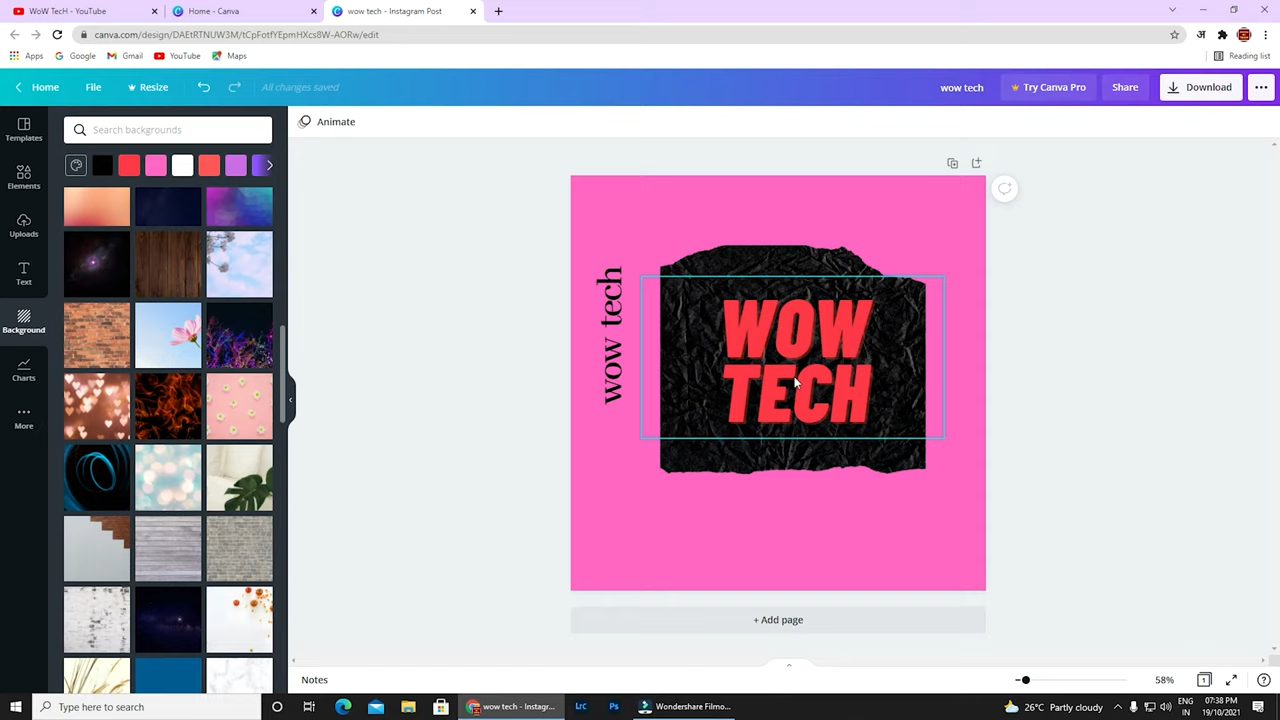 WoW TecH - YouTube
Home - Canva
wow tech - Instagram Post
canva.com/design/DAEtRTNUW3M/tCpFotfYEpmHXcs8W-AORw/edit
अ
Apps
Google
Gmail
YouTube
Maps
Reading list
Home
File
Resize
All changes saved
wow tech
Try Canva Pro
Share
Download
Templates
Elements
Uploads
Text
Background
Charts
More
Search backgrounds
Animate
wow tech
WOW
TECH
+ Add page
Notes
58%
1
Type here to search
wow tech - Instagr...
Lrc
Ps
Wondershare Filmo...
26°C Partly cloudy
ENG
IN
07:38 PM
19/10/2021